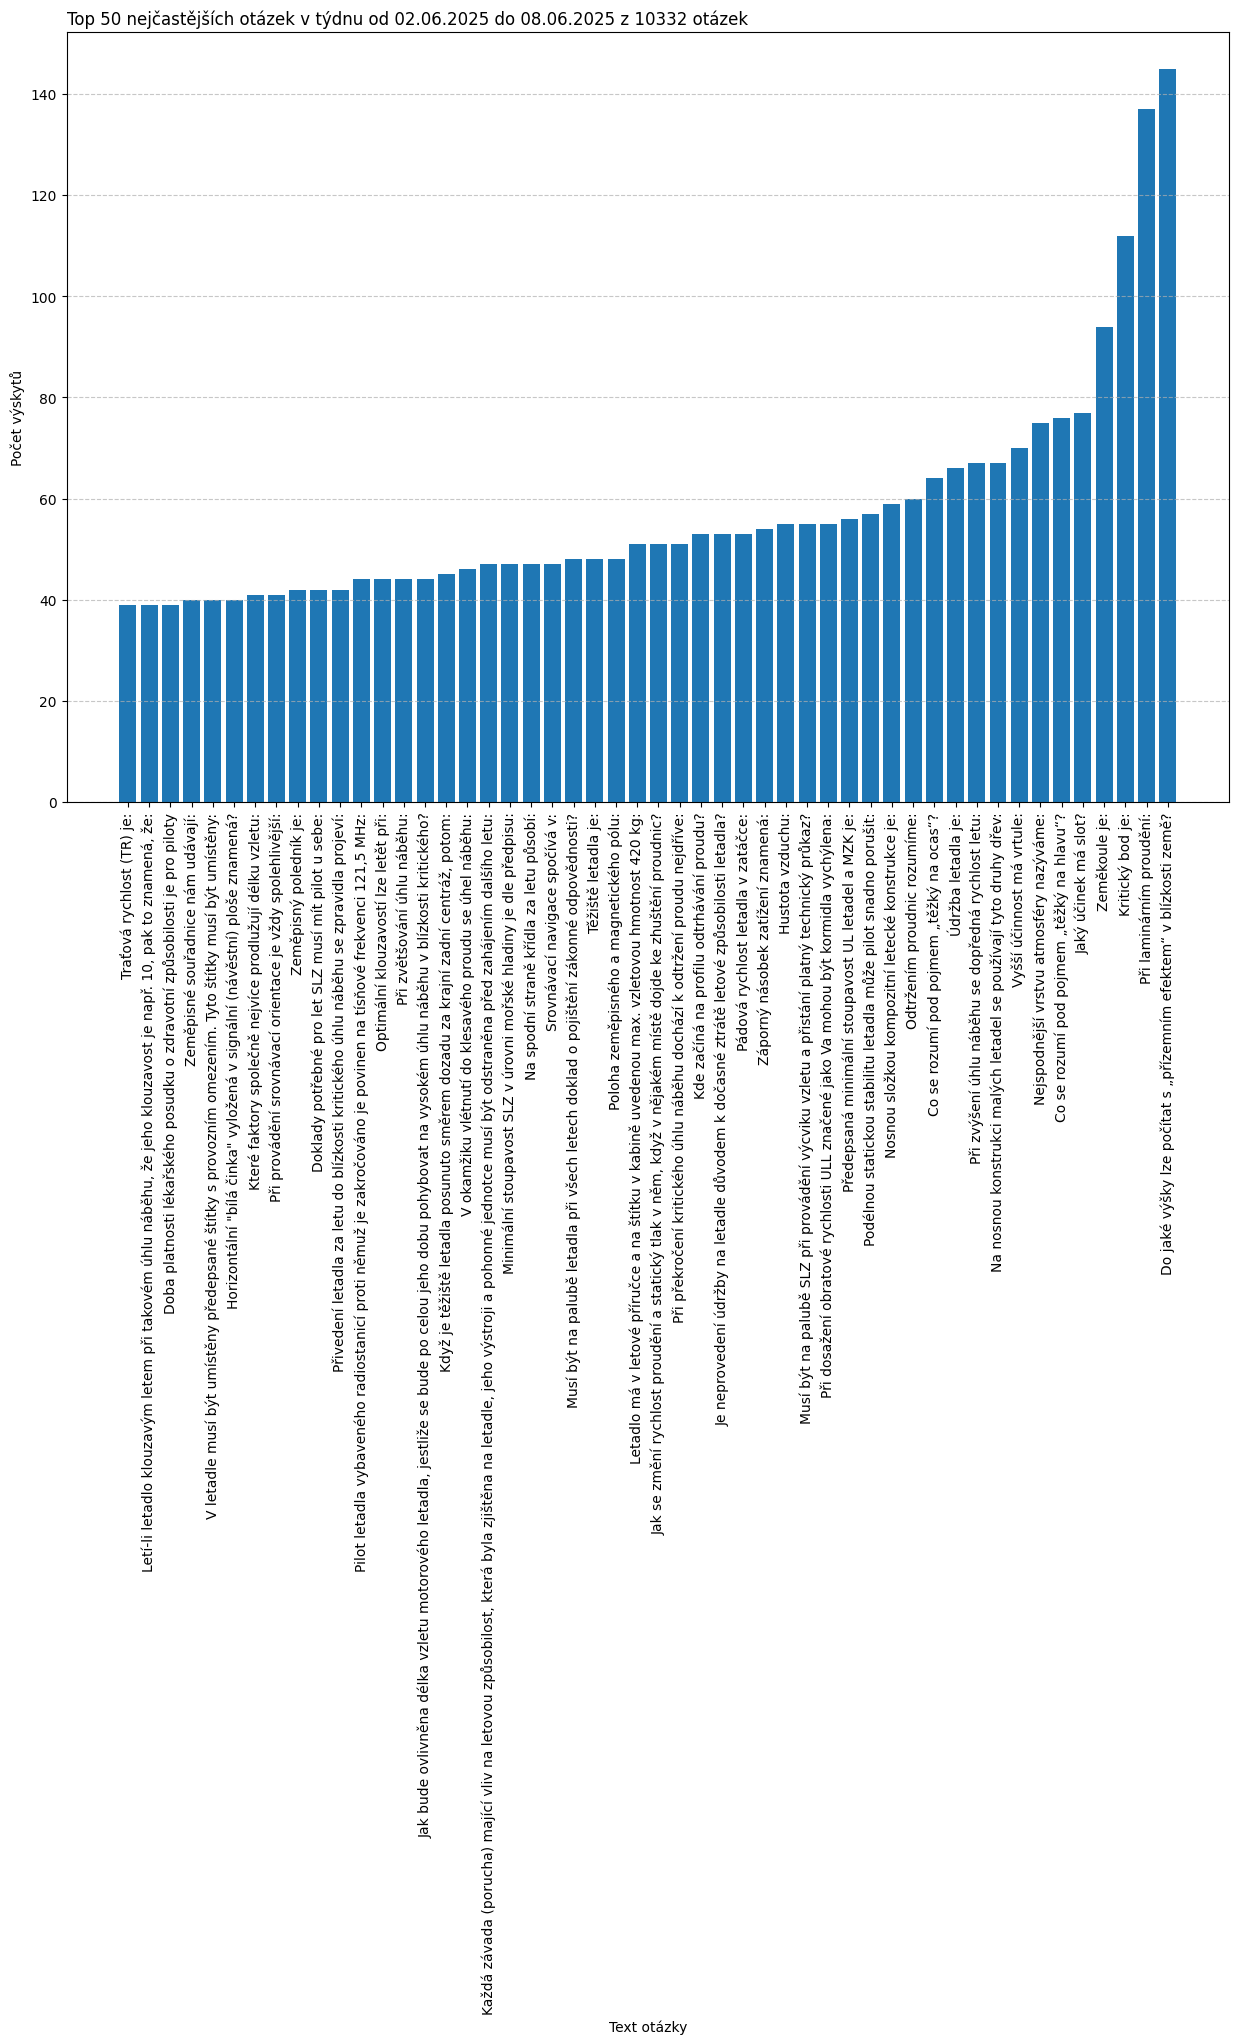 Top 50 nejčastějších otázek v týdnu od 02.06.2025 do 08.06.2025 z 10332 otázek
Počet výskytů
140
120
100
80
60
40
20
0
Traťová rychlost (TR) je:
Letí-li letadlo klouzavým letem při takovém úhlu náběhu, že jeho klouzavost je např. 10, pak to znamená, že:
Doba platnosti lékařského posudku o zdravotní způsobilosti je pro piloty
Zeměpisné souřadnice nám udávají:
V letadle musí být umístěny předepsané štítky s provozním omezením. Tyto štítky musí být umístěny:
Horizontální "bílá činka" vyložená v signální (návěstní) ploše znamená?
Které faktory společně nejvíce prodlužují délku vzletu:
Při provádění srovnávací orientace je vždy spolehlivější:
Zeměpisný poledník je:
Doklady potřebné pro let SLZ musí mít pilot u sebe:
Přivedení letadla za letu do blízkosti kritického úhlu náběhu se zpravidla projeví:
Pilot letadla vybaveného radiostanicí proti němuž je zakročováno je povinen na tísňové frekvenci 121,5 MHz:
Optimální klouzavostí lze letět při:
Při zvětšování úhlu náběhu:
Jak bude ovlivněna délka vzletu motorového letadla, jestliže se bude po celou jeho dobu pohybovat na vysokém úhlu náběhu v blízkosti kritického?
Když je těžiště letadla posunuto směrem dozadu za krajní zadní centráž, potom:
V okamžiku vlétnutí do klesavého proudu se úhel náběhu:
Každá závada (porucha) mající vliv na letovou způsobilost, která byla zjištěna na letadle, jeho výstroji a pohonné jednotce musí být odstraněna před zahájením dalšího letu:
Minimální stoupavost SLZ v úrovni mořské hladiny je dle předpisu:
Na spodní straně křídla za letu působí:
Srovnávací navigace spočívá v:
Musí být na palubě letadla při všech letech doklad o pojištění zákonné odpovědnosti?
Těžiště letadla je:
Poloha zeměpisného a magnetického pólu:
Letadlo má v letové příručce a na štítku v kabině uvedenou max. vzletovou hmotnost 420 kg:
Jak se změní rychlost proudění a statický tlak v něm, když v nějakém místě dojde ke zhuštění proudnic?
Při překročení kritického úhlu náběhu dochází k odtržení proudu nejdříve:
Kde začíná na profilu odtrhávání proudu?
Je neprovedení údržby na letadle důvodem k dočasné ztrátě letové způsobilosti letadla?
Pádová rychlost letadla v zatáčce:
Záporný násobek zatížení znamená:
Hustota vzduchu:
Musí být na palubě SLZ při provádění výcviku vzletu a přistání platný technický průkaz?
Při dosažení obratové rychlosti ULL značené jako Va mohou být kormidla vychýlena:
Předepsaná minimální stoupavost UL letadel a MZK je:
Podélnou statickou stabilitu letadla může pilot snadno porušit:
Nosnou složkou kompozitní letecké konstrukce je:
Odtržením proudnic rozumíme:
Co se rozumí pod pojmem „těžký na ocas“?
Údržba letadla je:
Při zvýšení úhlu náběhu se dopředná rychlost letu:
Na nosnou konstrukci malých letadel se používají tyto druhy dřev:
Vyšší účinnost má vrtule:
Nejspodnější vrstvu atmosféry nazýváme:
Co se rozumí pod pojmem „těžký na hlavu“?
Jaký účinek má slot?
Zeměkoule je:
Kritický bod je:
Při laminárním proudění:
Do jaké výšky lze počítat s „přízemním efektem“ v blízkosti země?
Text otázky